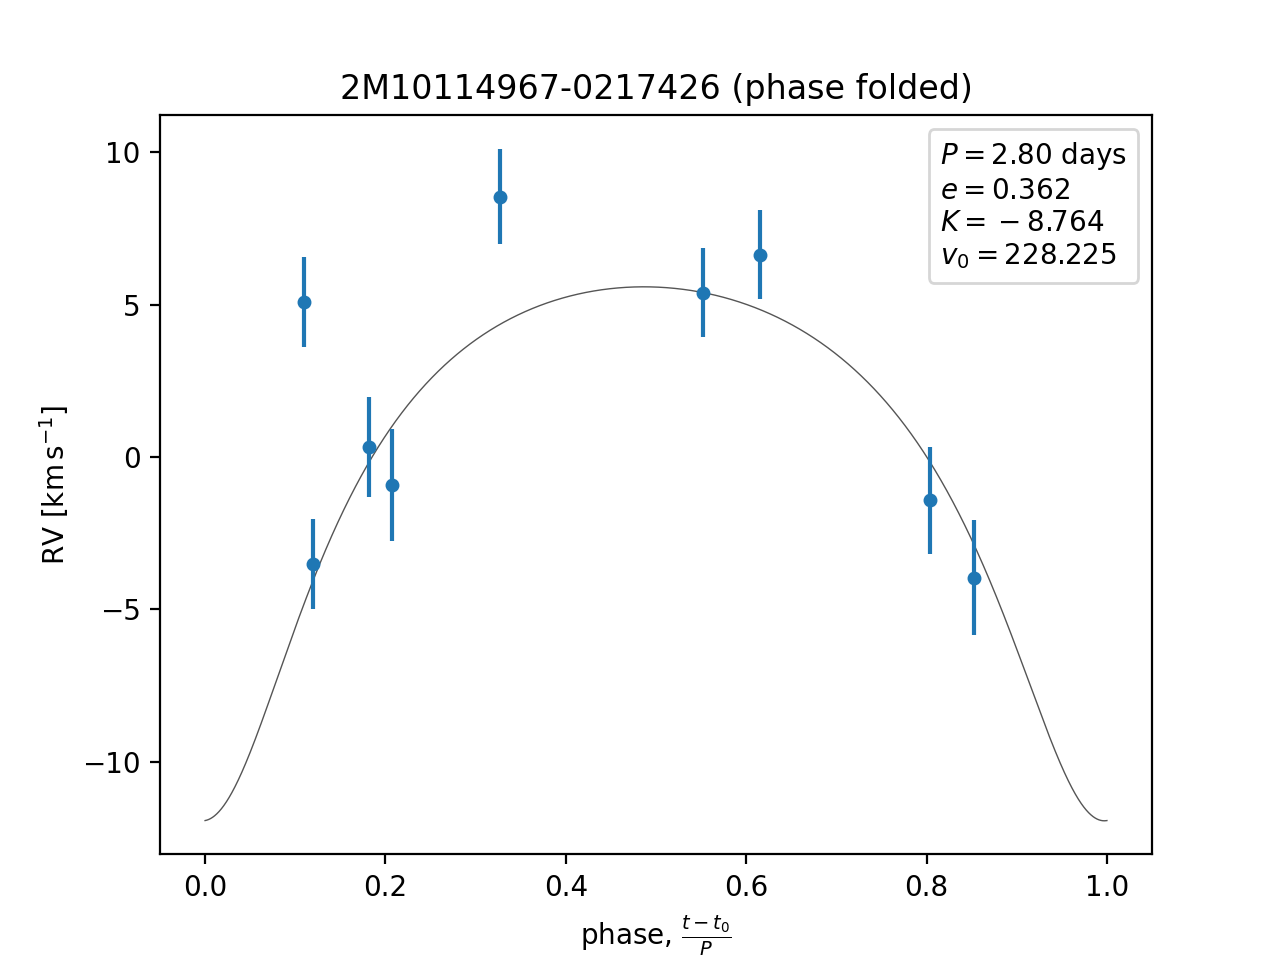 2M10114967-0217426 (phase folded)
P = 2.80 days
e = 0.362
K = −8.764
v₀ = 228.225
10
5
0
−5
−10
RV [km s⁻¹]
0.0 0.2 0.4 0.6 0.8 1.0
phase, (t − t₀)/P